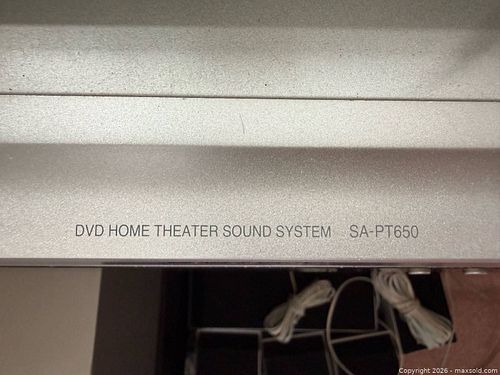 DVD HOME THEATER SOUND SYSTEM SA-PT650
Copyright 2026 - maxsold.com